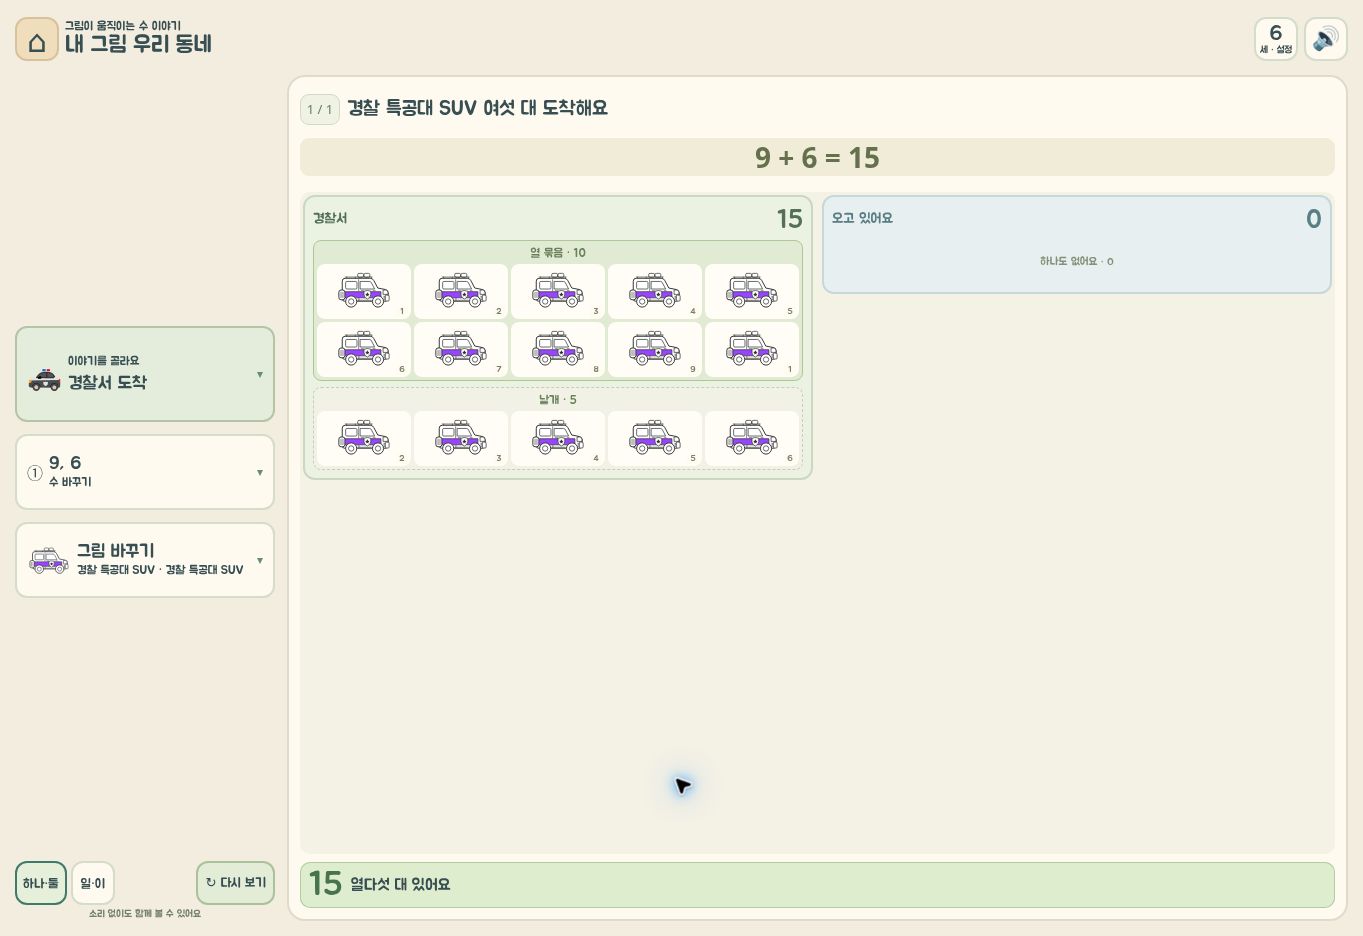 그림이 움직이는 수 이야기
내 그림 우리 동네
6
세 · 설정
1 / 1
경찰 특공대 SUV 여섯 대 도착해요
9 + 6 = 15
경찰서
15
열 묶음 · 10
1
2
3
4
5
6
7
8
9
1
낱개 · 5
2
3
4
5
6
오고 있어요
0
하나도 없어요 · 0
이야기를 골라요
경찰서 도착
▼
①
9, 6
수 바꾸기
▼
그림 바꾸기
경찰 특공대 SUV · 경찰 특공대 SUV
▼
하나·둘
일·이
↻ 다시 보기
소리 없이도 함께 볼 수 있어요
15 열다섯 대 있어요